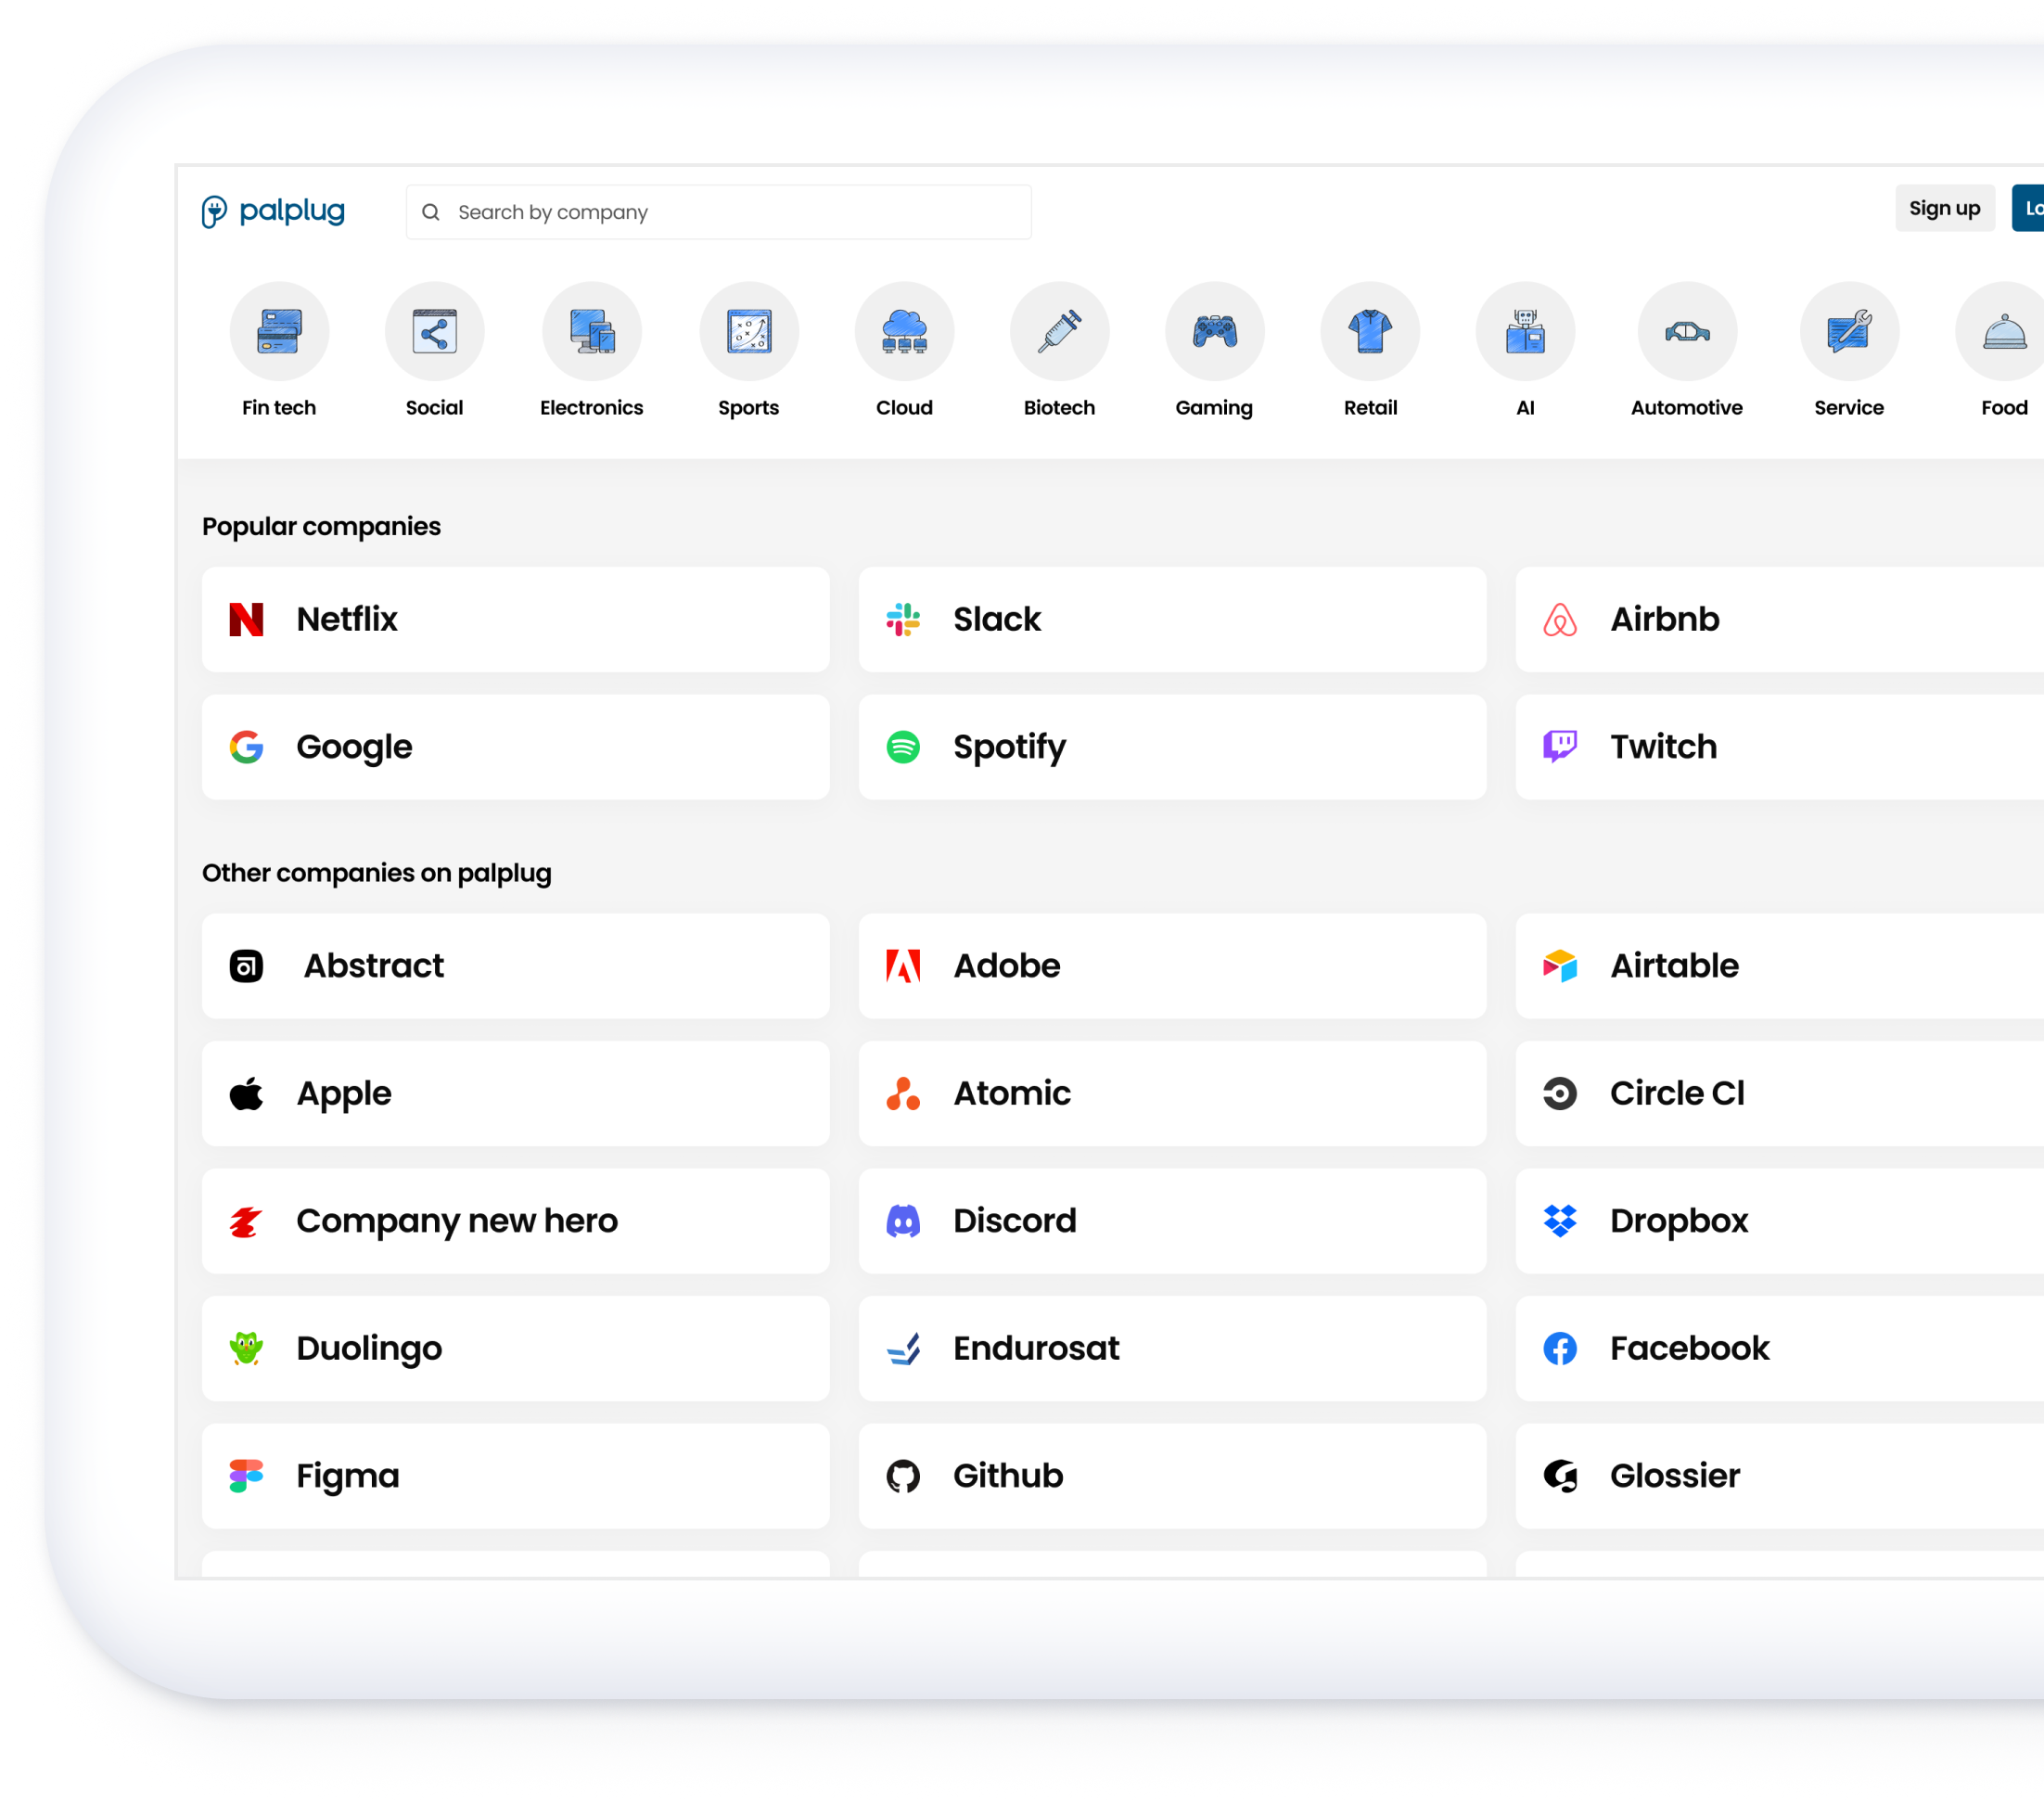 palplug
Search by company
Sign up
Lo
Fin tech
Social
Electronics
Sports
Cloud
Biotech
Gaming
Retail
AI
Automotive
Service
Food
Popular companies
Netflix
Slack
Airbnb
Google
Spotify
Twitch
Other companies on palplug
Abstract
Adobe
Airtable
Apple
Atomic
Circle CI
Company new hero
Discord
Dropbox
Duolingo
Endurosat
Facebook
Figma
Github
Glossier